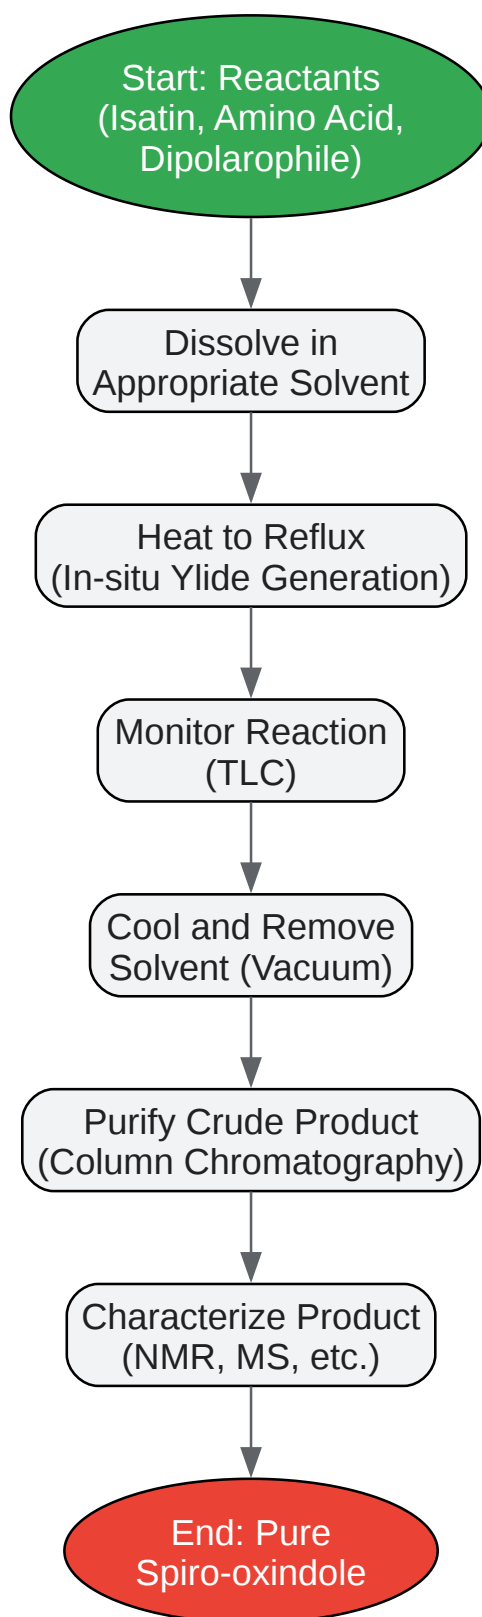 Start: Reactants
(Isatin, Amino Acid,
Dipolarophile)
Dissolve in
Appropriate Solvent
Heat to Reflux
(In-situ Ylide Generation)
Monitor Reaction
(TLC)
Cool and Remove
Solvent (Vacuum)
Purify Crude Product
(Column Chromatography)
Characterize Product
(NMR, MS, etc.)
End: Pure
Spiro-oxindole